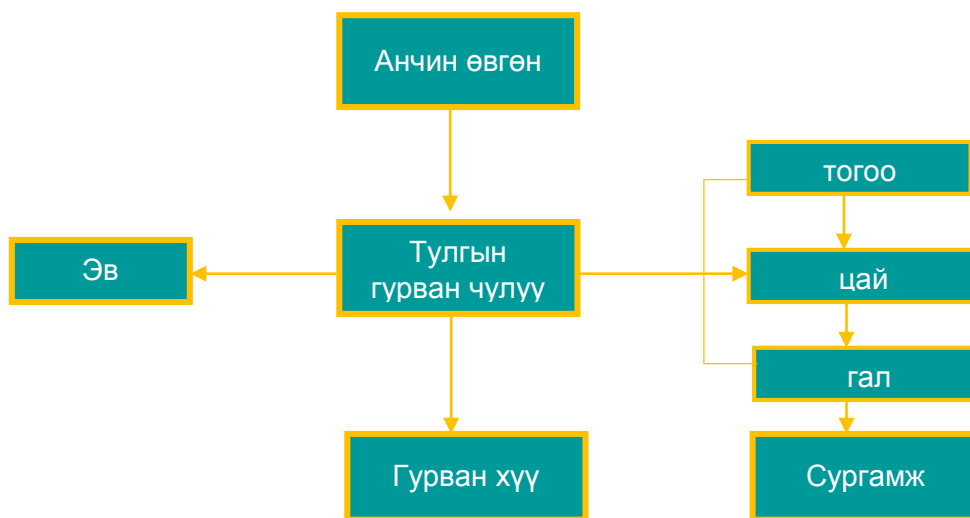 Анчин өвгөн
тогоо
Эв
Тулгын
гурван чулуу
цай
гал
Гурван хүү
Сургамж